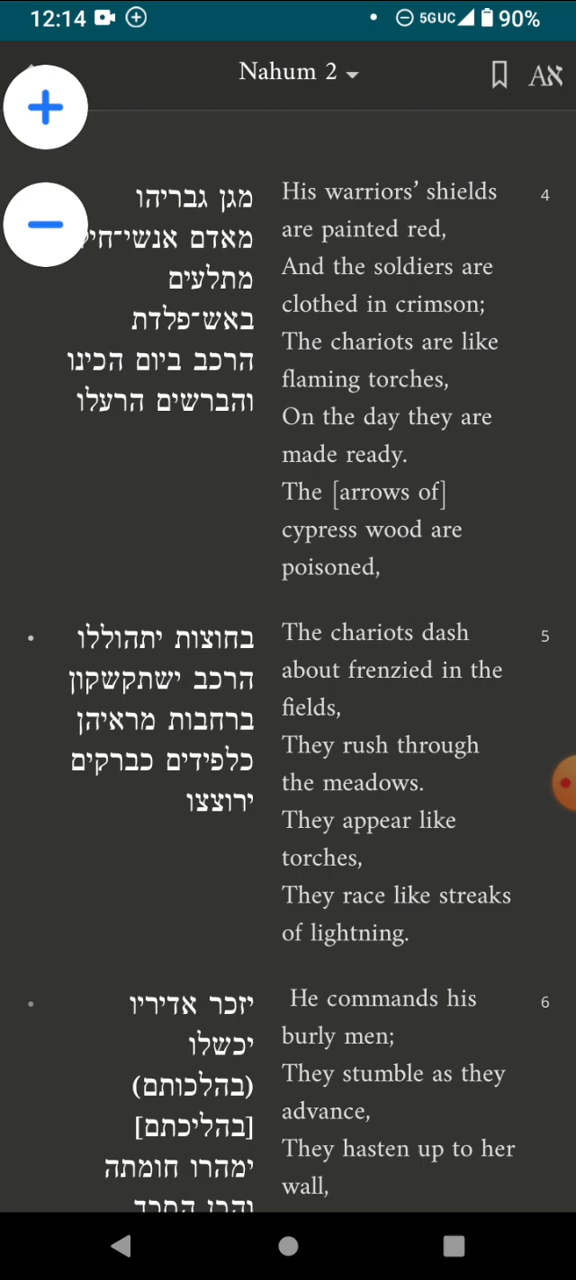 12:14
5GUC
90%
Nahum 2
Aא
מגן גבריהו
מאדם אנשי־
מתלעים
באש־פלדת
הרכב ביום הכינו
והברשים הרעלו
His warriors’ shields
are painted red,
And the soldiers are
clothed in crimson;
The chariots are like
flaming torches,
On the day they are
made ready.
The [arrows of]
cypress wood are
poisoned,
4
בחוצות יתהוללו
הרכב ישתקשקון
ברחבות מראיהן
כלפידים כברקים
ירוצצו
The chariots dash
about frenzied in the
fields,
They rush through
the meadows.
They appear like
torches,
They race like streaks
of lightning.
5
יזכר אדיריו
יכשלו
(בהלכותם)
[בהליכתם]
ימהרו חומתה
והכן הסכך
He commands his
burly men;
They stumble as they
advance,
They hasten up to her
wall,
6